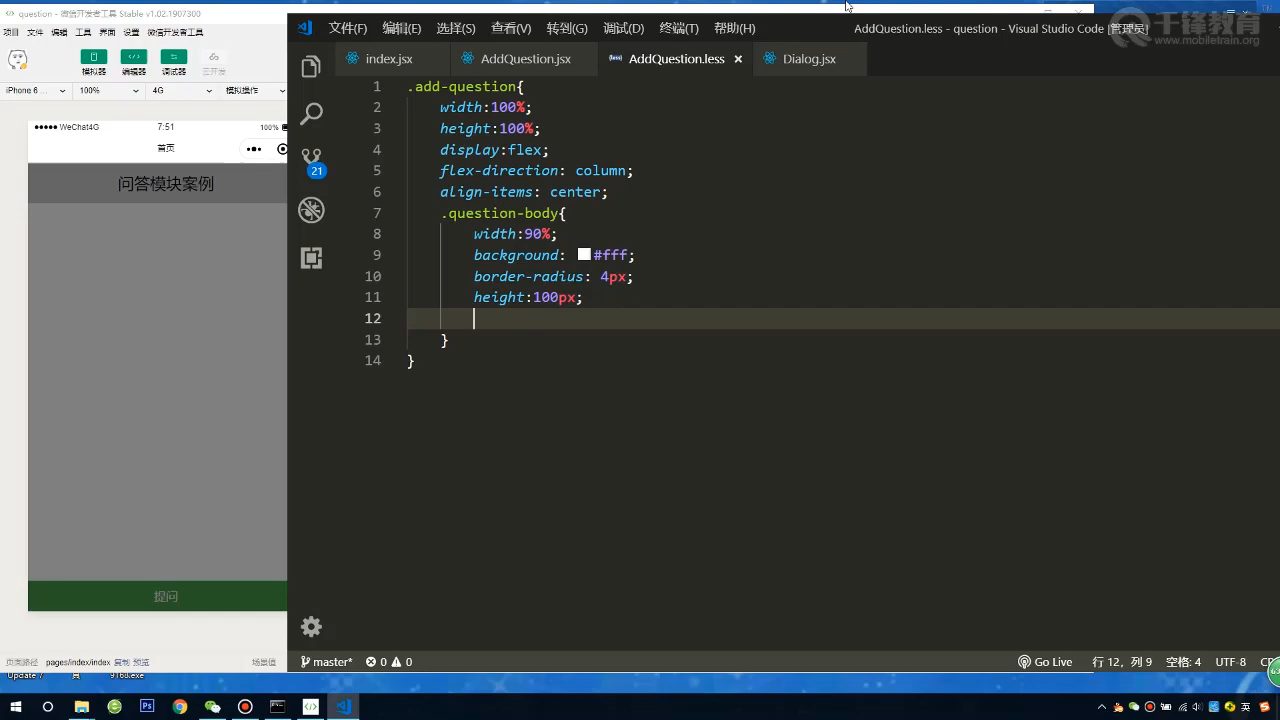 question - 微信开发者工具 Stable v1.02.1907300
项目 文件 编辑 工具 界面 设置 微信开发者工具
模拟器 编辑器 调试器 云开发
iPhone 6 ... 100% 4G 模拟操作
WeChat4G 7:51 100%
首页
问答模块案例
提问
页面路径 pages/index/index 复制 预览 场景值
文件(F) 编辑(E) 选择(S) 查看(V) 转到(G) 调试(D) 终端(T) 帮助(H) AddQuestion.less - question - Visual Studio Code [管理员]
千锋教育
www.mobiletrain.org
index.jsx AddQuestion.jsx (less) AddQuestion.less × Dialog.jsx
21
1 .add-question{
2 width:100%;
3 height:100%;
4 display:flex;
5 flex-direction: column;
6 align-items: center;
7 .question-body{
8 width:90%;
9 background: #fff;
10 border-radius: 4px;
11 height:100px;
12
13 }
14 }
master* 0 0 Go Live 行 12，列 9 空格: 4 UTF-8
63
Update 7 9168.exe
Ps 英